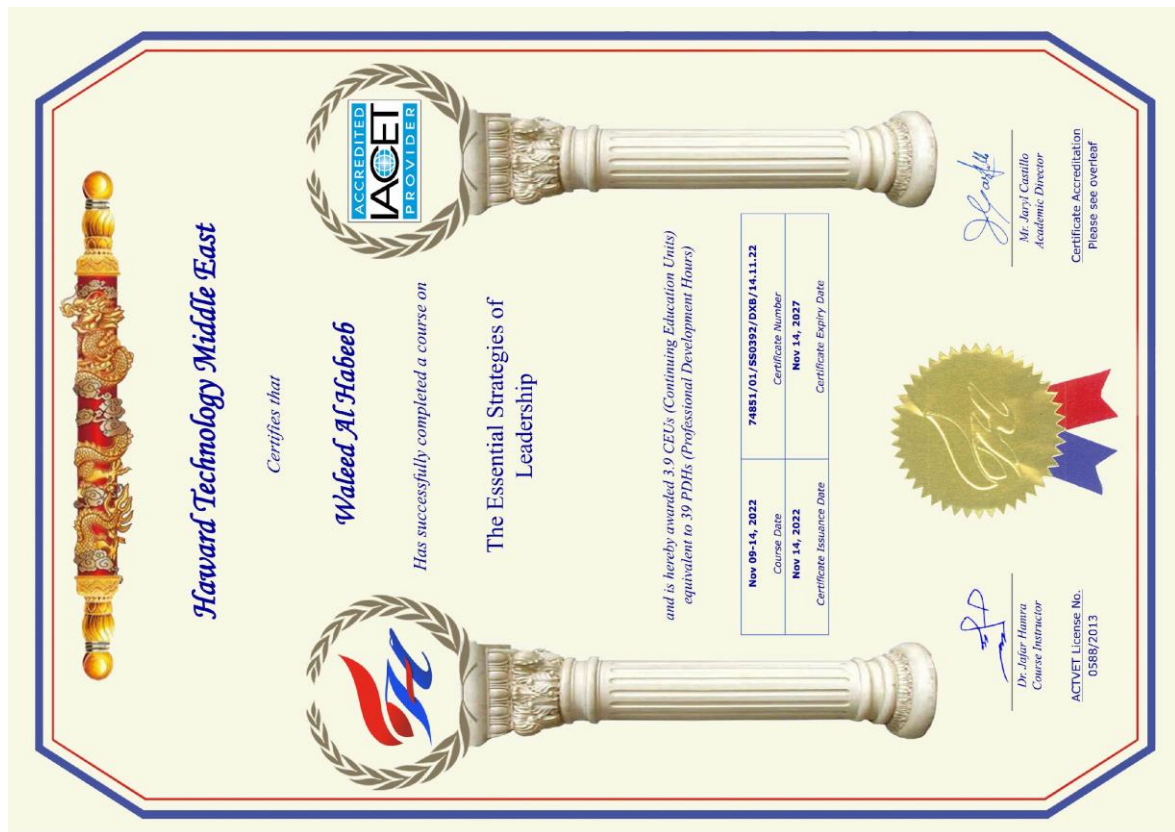 ACCREDITED
IACET
PROVIDER
Haward Technology Middle East
Certifies that
Waleed Al Habeeb
Has successfully completed a course on
The Essential Strategies of
Leadership
and is hereby awarded 3.9 CEUs (Continuing Education Units)
equivalent to 39 PDHs (Professional Development Hours)
Nov 09-14, 2022
Course Date
74851/01/SS0392/DXB/14.11.22
Certificate Number
Nov 14, 2022
Certificate Issuance Date
Nov 14, 2027
Certificate Expiry Date
Dr. Jafar Hamra
Course Instructor
Mr. Jaryl Castillo
Academic Director
ACTVET License No.
0588/2013
Certificate Accreditation
Please see overleaf